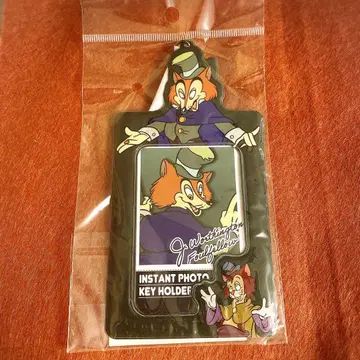 J. Worthington
Foulfellow
INSTANT PHOTO
KEY HOLDER